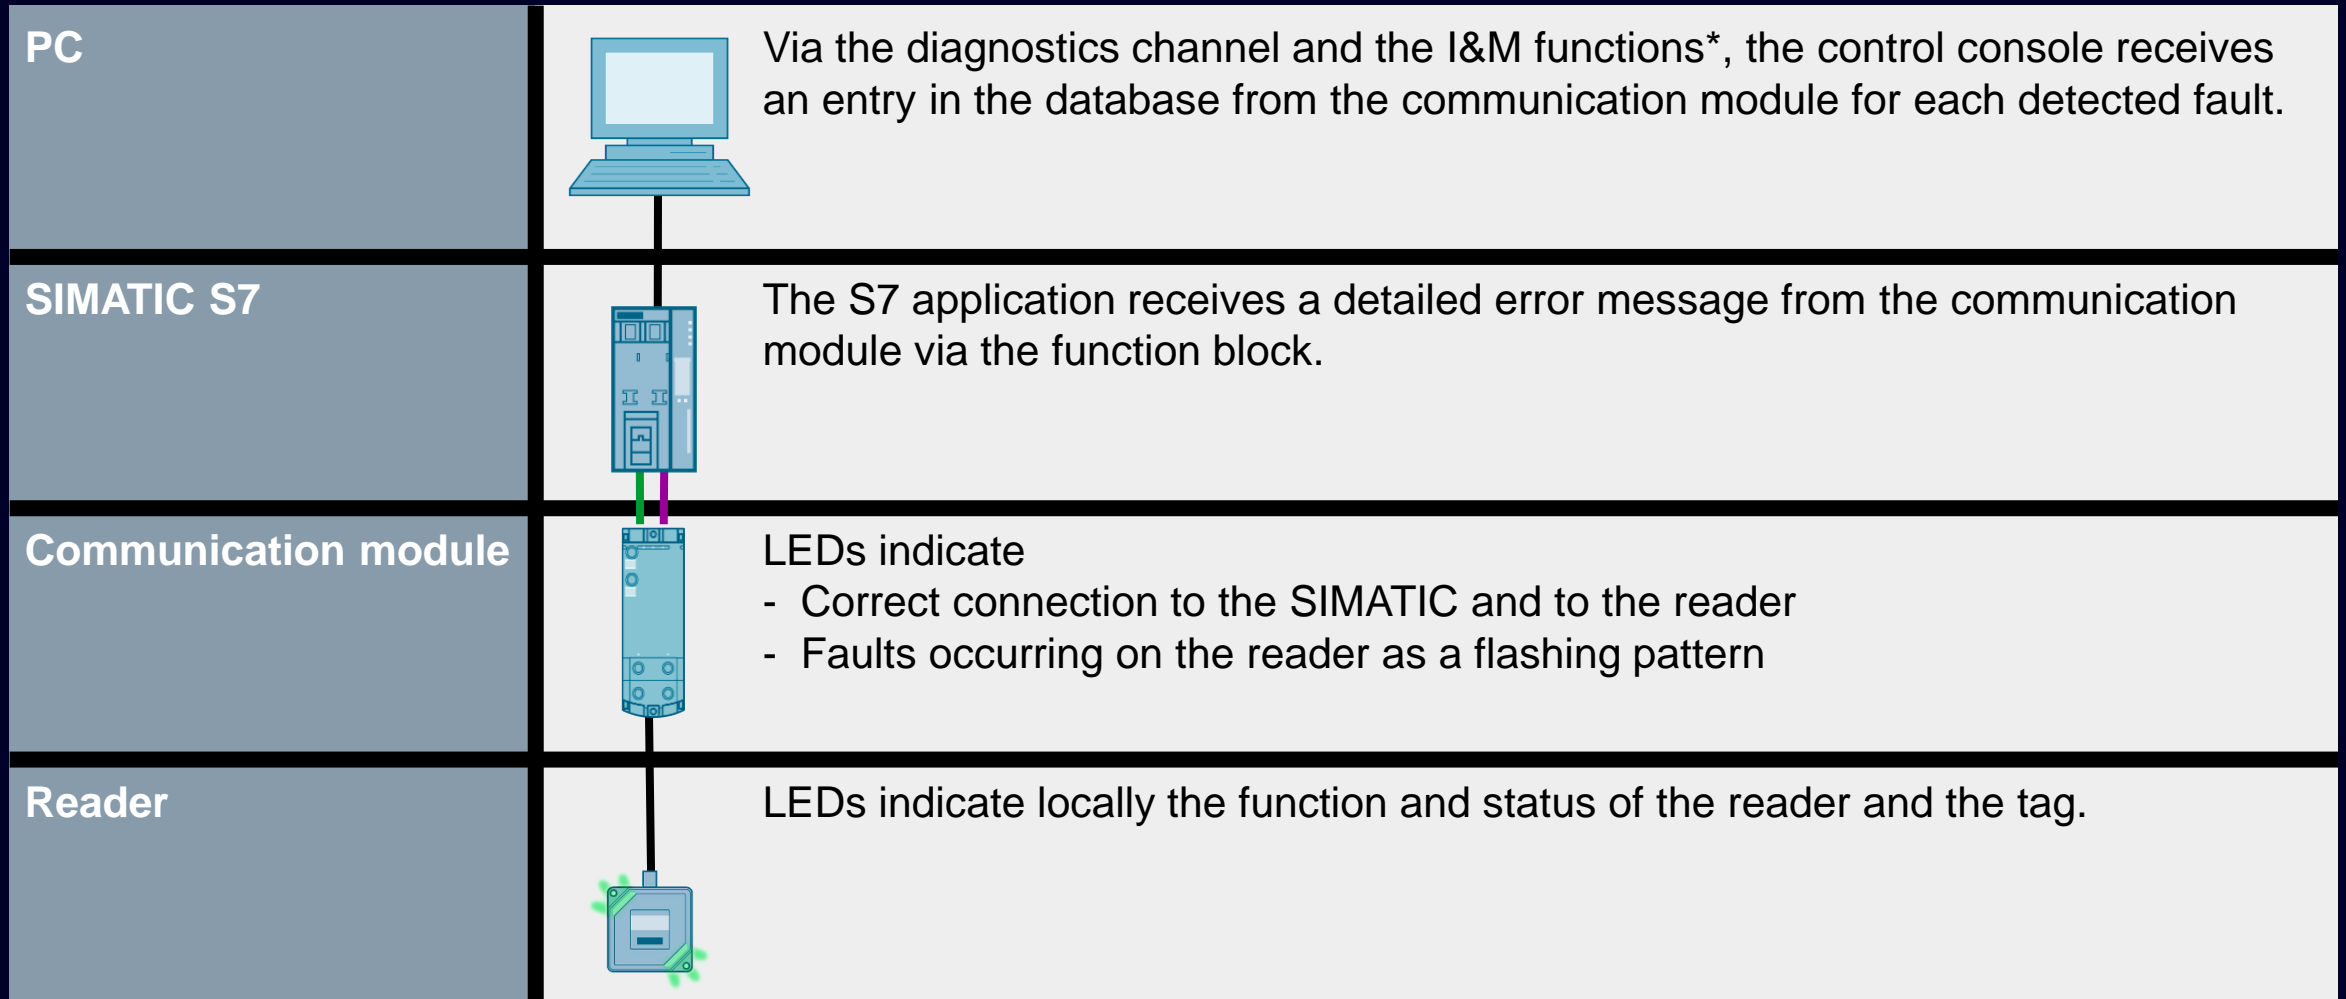 PC
Via the diagnostics channel and the I&M functions*, the control console receives
an entry in the database from the communication module for each detected fault.
SIMATIC S7
The S7 application receives a detailed error message from the communication
module via the function block.
Communication module
LEDs indicate
- Correct connection to the SIMATIC and to the reader
- Faults occurring on the reader as a flashing pattern
Reader
LEDs indicate locally the function and status of the reader and the tag.